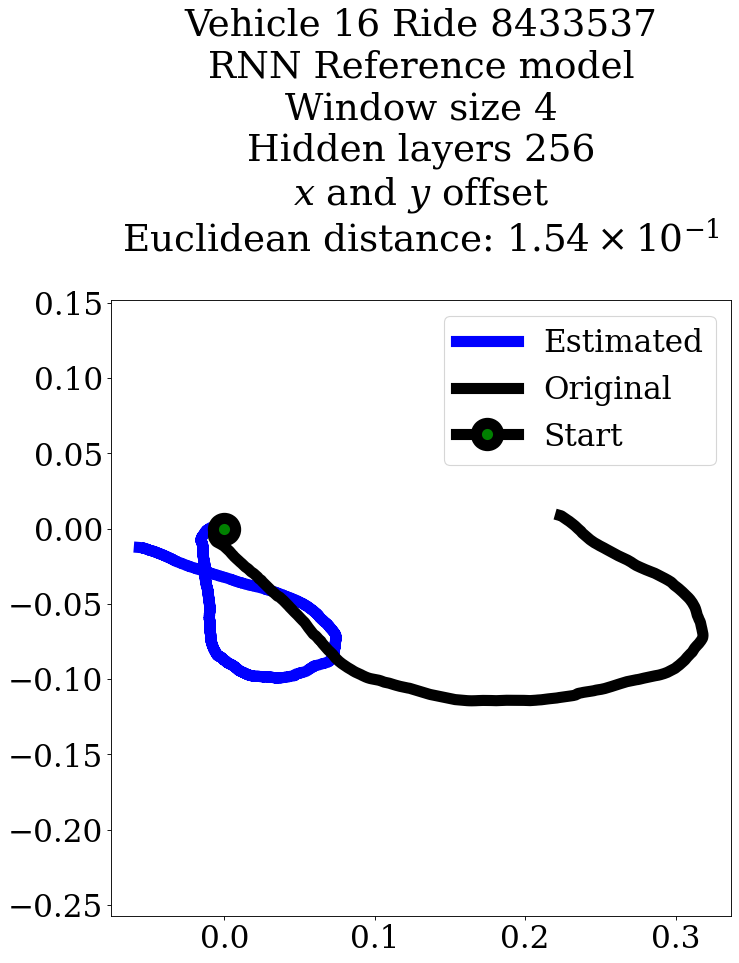 Vehicle 16 Ride 8433537
RNN Reference model
Window size 4
Hidden layers 256
x and y offset
Euclidean distance: 1.54 × 10⁻¹
0.15
0.10
0.05
0.00
−0.05
−0.10
−0.15
−0.20
−0.25
Estimated
Original
Start
0.0 0.1 0.2 0.3